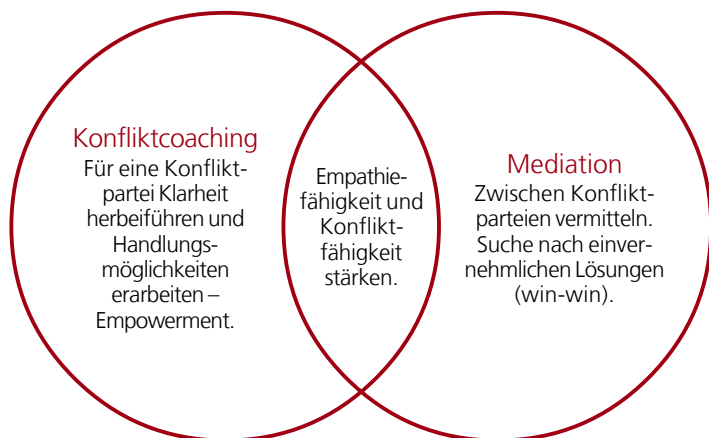 Konfliktcoaching
Für eine Konflikt-
partei Klarheit
herbeiführen und
Handlungs-
möglichkeiten
erarbeiten –
Empowerment.
Empathie-
fähigkeit und
Konflikt-
fähigkeit
stärken.
Mediation
Zwischen Konflikt-
parteien vermitteln.
Suche nach einver-
nehmlichen Lösungen
(win-win).